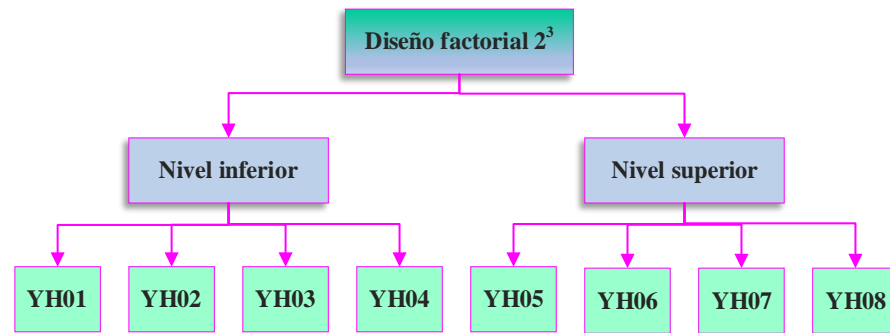 Diseño factorial 2³
Nivel inferior
Nivel superior
YH01
YH02
YH03
YH04
YH05
YH06
YH07
YH08